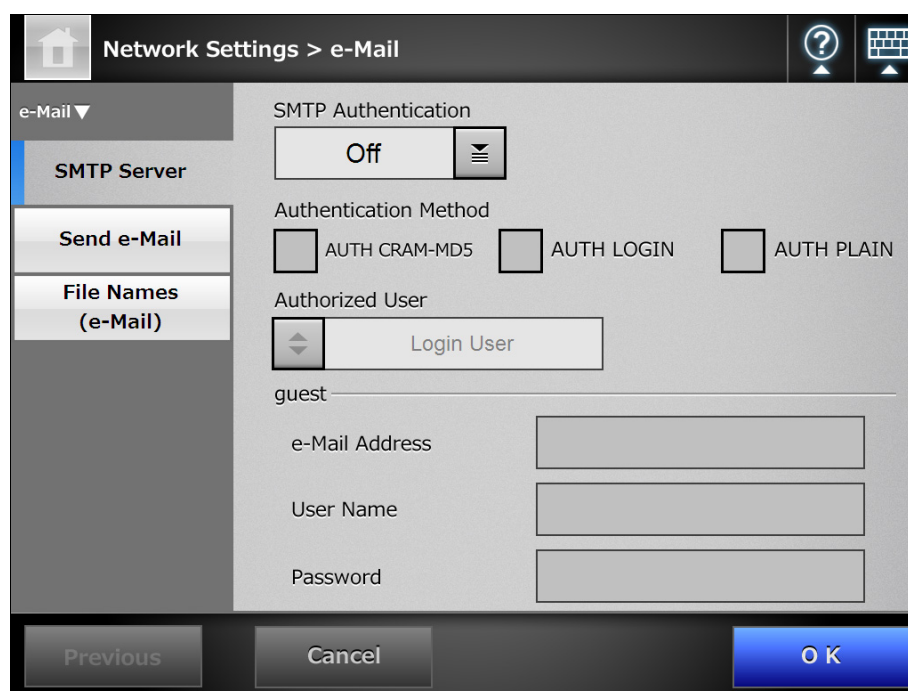 Network Settings > e-Mail
e-Mail▼
SMTP Server
Send e-Mail
File Names
(e-Mail)
SMTP Authentication
Off
Authentication Method
AUTH CRAM-MD5
AUTH LOGIN
AUTH PLAIN
Authorized User
Login User
guest
e-Mail Address
User Name
Password
Previous
Cancel
OK